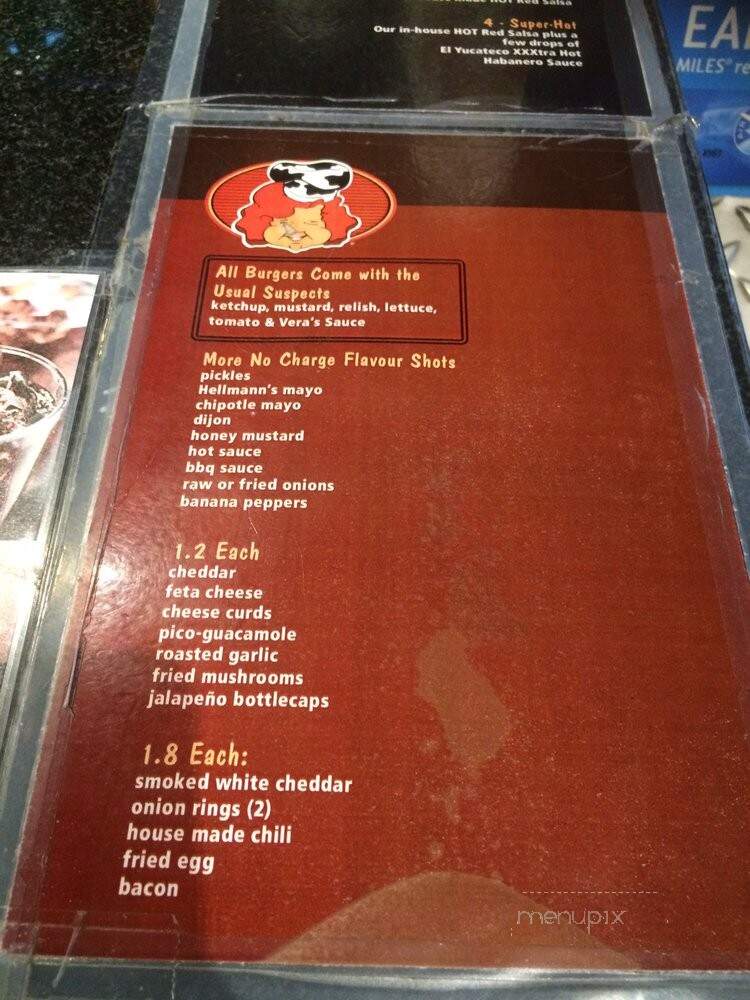 HOT Red Salsa
4 - Super-Hot
Our in-house HOT Red Salsa plus a
few drops of
El Yucateco XXXtra Hot
Habanero Sauce
MILES®
All Burgers Come with the
Usual Suspects
ketchup, mustard, relish, lettuce,
tomato & Vera's Sauce
More No Charge Flavour Shots
pickles
Hellmann's mayo
chipotle mayo
dijon
honey mustard
hot sauce
bbq sauce
raw or fried onions
banana peppers
1.2 Each
cheddar
feta cheese
cheese curds
pico-guacamole
roasted garlic
fried mushrooms
jalapeño bottlecaps
1.8 Each:
smoked white cheddar
onion rings (2)
house made chili
fried egg
bacon
menupix